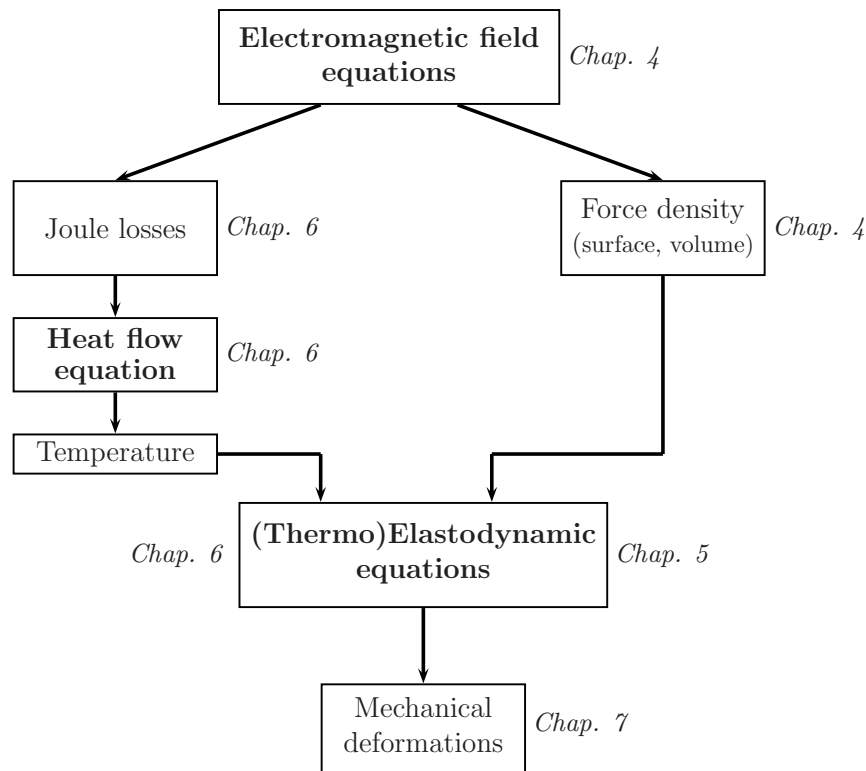 Electromagnetic field
equations
Chap. 4
Joule losses
Chap. 6
Force density
(surface, volume)
Chap. 4
Heat flow
equation
Chap. 6
Temperature
Chap. 6
(Thermo)Elastodynamic
equations
Chap. 5
Mechanical
deformations
Chap. 7